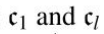 𝔠₁ and 𝔠ₗ